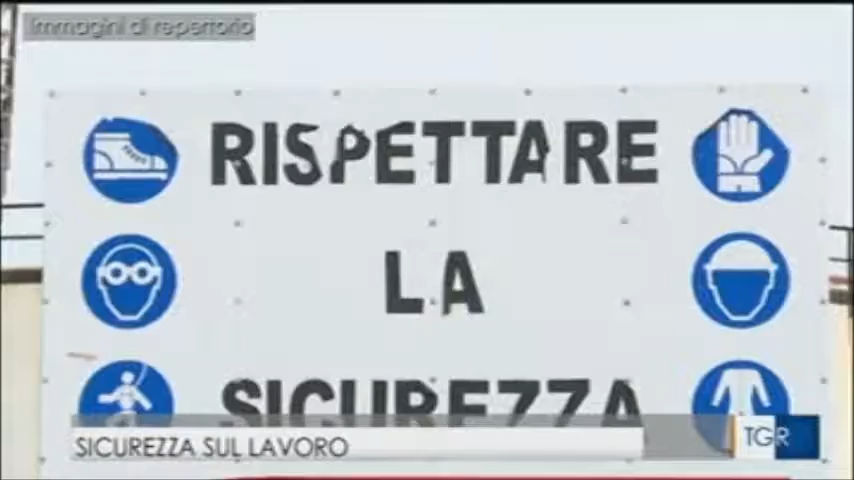 Immagini di repertorio
RISPETTARE
LA
SICUREZZA
SICUREZZA SUL LAVORO
TGR